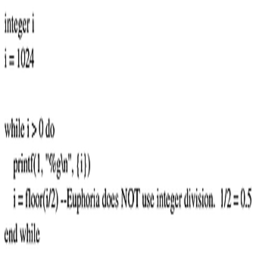 integer i
i = 1024
while i > 0 do
printf(1, "%g\n", {i})
i = floor(i/2) --Euphoria does NOT use integer division. 1/2 = 0.5
end while